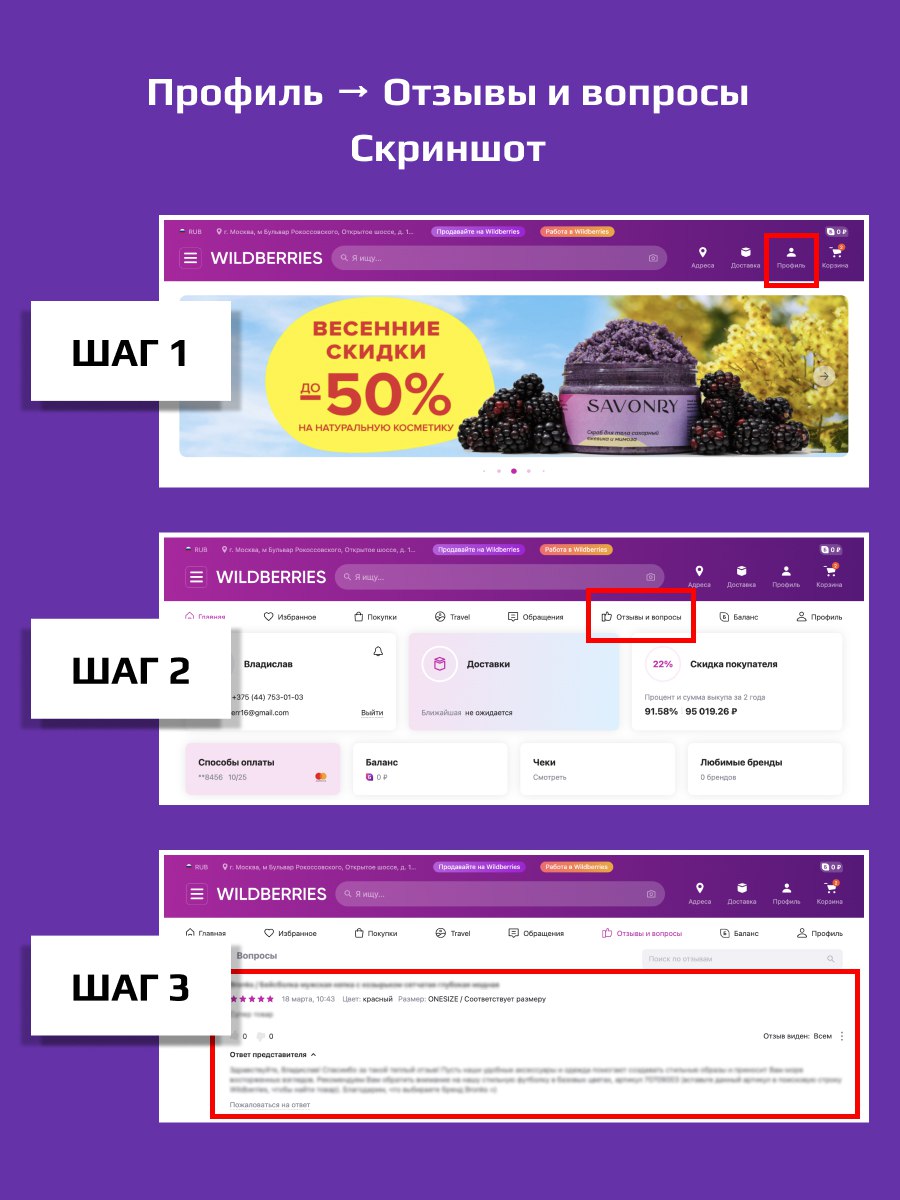 Профиль → Отзывы и вопросы
Скриншот
RUB г. Москва, м Бульвар Рокоссовского, Открытое шоссе, д. 1... Продавайте на Wildberries Работа в Wildberries 0 ₽
WILDBERRIES Я ищу... Адреса Доставка Профиль Корзина
ШАГ 1
ВЕСЕННИЕ
СКИДКИ
ДО 50%
НА НАТУРАЛЬНУЮ КОСМЕТИКУ
SAVONRY
Скраб для тела сахарный
ежевика и мимоза
RUB г. Москва, м Бульвар Рокоссовского, Открытое шоссе, д. 1... Продавайте на Wildberries Работа в Wildberries 0 ₽
WILDBERRIES Я ищу... Адреса Доставка Профиль Корзина
Главная Избранное Покупки Travel Обращения Отзывы и вопросы Баланс Профиль
ШАГ 2
Владислав Доставки 22% Скидка покупателя
+375 (44) 753-01-03 Процент и сумма выкупа за 2 года
err16@gmail.com Выйти Ближайшая не ожидается 91.58% 95 019.26 ₽
Способы оплаты Баланс Чеки Любимые бренды
**8456 10/25 0 ₽ Смотреть 0 брендов
RUB г. Москва, м Бульвар Рокоссовского, Открытое шоссе, д. 1... Продавайте на Wildberries Работа в Wildberries 0 ₽
WILDBERRIES Я ищу... Адреса Доставка Профиль Корзина
Главная Избранное Покупки Travel Обращения Отзывы и вопросы Баланс Профиль
ШАГ 3
Вопросы Поиск по отзывам
18 марта, 10:43 Цвет: красный Размер: ONESIZE / Соответствует размеру
0 0 Отзыв виден: Всем
Ответ представителя
Пожаловаться на ответ